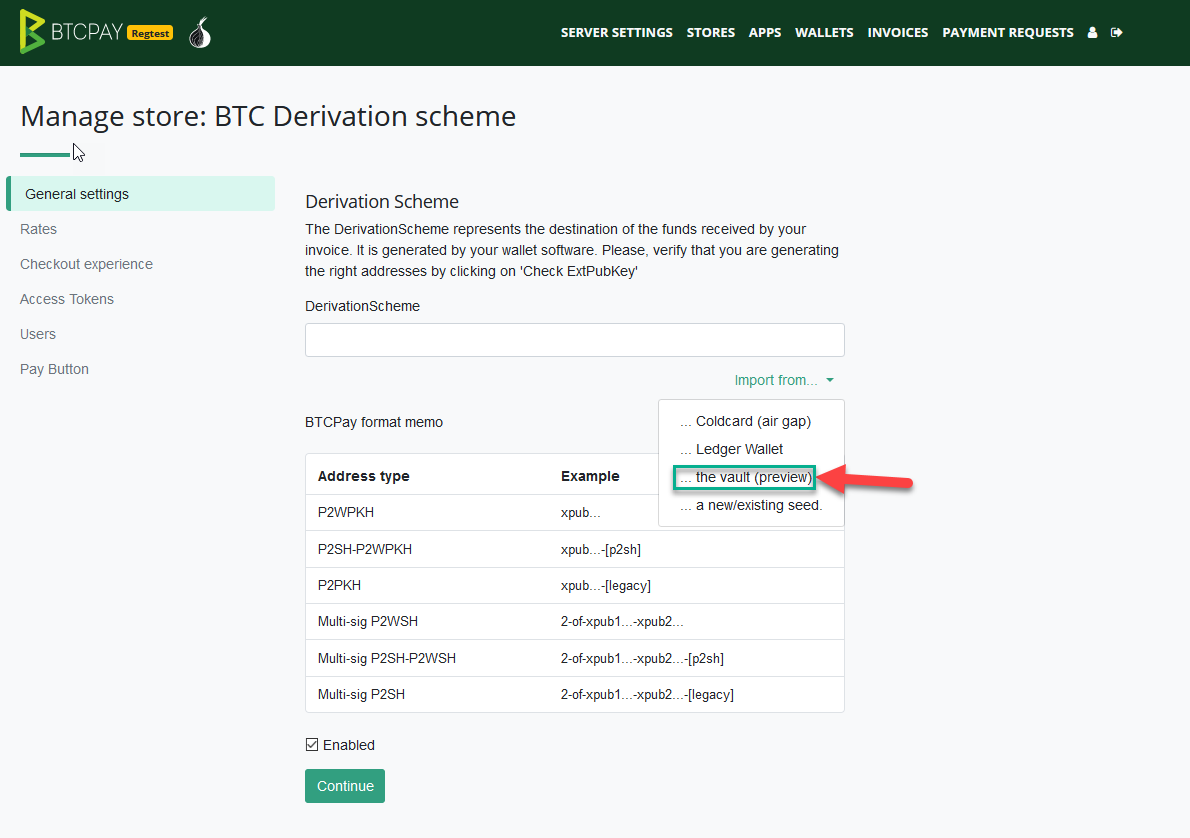 BTCPAY Regtest SERVER SETTINGS STORES APPS WALLETS INVOICES PAYMENT REQUESTS
Manage store: BTC Derivation scheme
General settings
Rates
Checkout experience
Access Tokens
Users
Pay Button
Derivation Scheme
The DerivationScheme represents the destination of the funds received by your
invoice. It is generated by your wallet software. Please, verify that you are generating
the right addresses by clicking on 'Check ExtPubKey'
DerivationScheme
Import from...
... Coldcard (air gap)
... Ledger Wallet
... the vault (preview)
... a new/existing seed.
BTCPay format memo
Address type Example
P2WPKH xpub...
P2SH-P2WPKH xpub...-[p2sh]
P2PKH xpub...-[legacy]
Multi-sig P2WSH 2-of-xpub1...-xpub2...
Multi-sig P2SH-P2WSH 2-of-xpub1...-xpub2...-[p2sh]
Multi-sig P2SH 2-of-xpub1...-xpub2...-[legacy]
Enabled
Continue